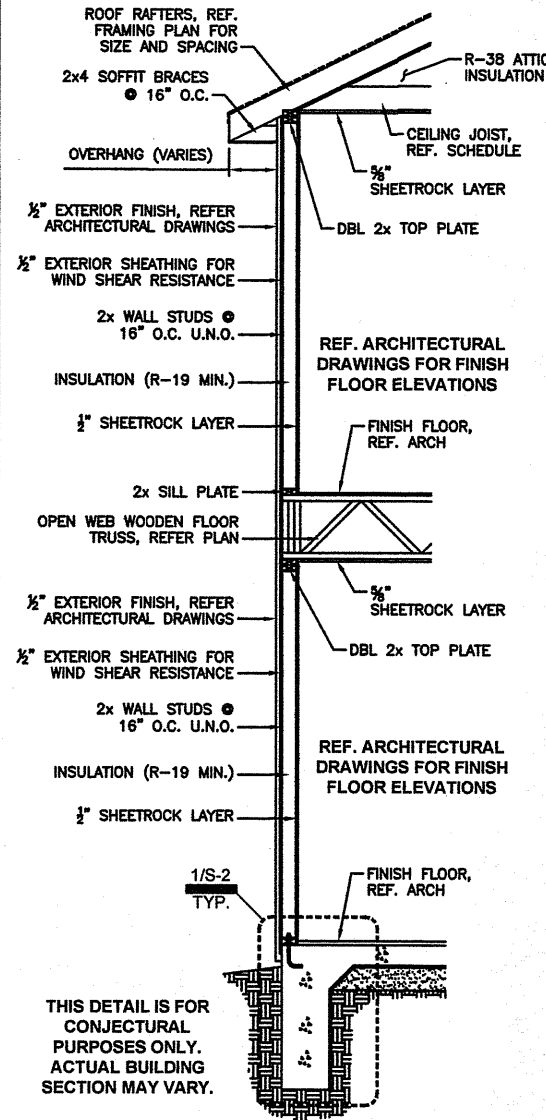 ROOF RAFTERS, REF.
FRAMING PLAN FOR
SIZE AND SPACING
R-38 ATTIC
INSULATION
2x4 SOFFIT BRACES
@ 16" O.C.
CEILING JOIST,
REF. SCHEDULE
OVERHANG (VARIES)
⅝"
SHEETROCK LAYER
½" EXTERIOR FINISH, REFER
ARCHITECTURAL DRAWINGS
DBL 2x TOP PLATE
½" EXTERIOR SHEATHING FOR
WIND SHEAR RESISTANCE
2x WALL STUDS @
16" O.C. U.N.O.
REF. ARCHITECTURAL
DRAWINGS FOR FINISH
FLOOR ELEVATIONS
INSULATION (R-19 MIN.)
½" SHEETROCK LAYER
FINISH FLOOR,
REF. ARCH
2x SILL PLATE
OPEN WEB WOODEN FLOOR
TRUSS, REFER PLAN
⅝"
SHEETROCK LAYER
½" EXTERIOR FINISH, REFER
ARCHITECTURAL DRAWINGS
DBL 2x TOP PLATE
½" EXTERIOR SHEATHING FOR
WIND SHEAR RESISTANCE
2x WALL STUDS @
16" O.C. U.N.O.
REF. ARCHITECTURAL
DRAWINGS FOR FINISH
FLOOR ELEVATIONS
INSULATION (R-19 MIN.)
½" SHEETROCK LAYER
1/S-2
TYP.
FINISH FLOOR,
REF. ARCH
THIS DETAIL IS FOR
CONJECTURAL
PURPOSES ONLY.
ACTUAL BUILDING
SECTION MAY VARY.